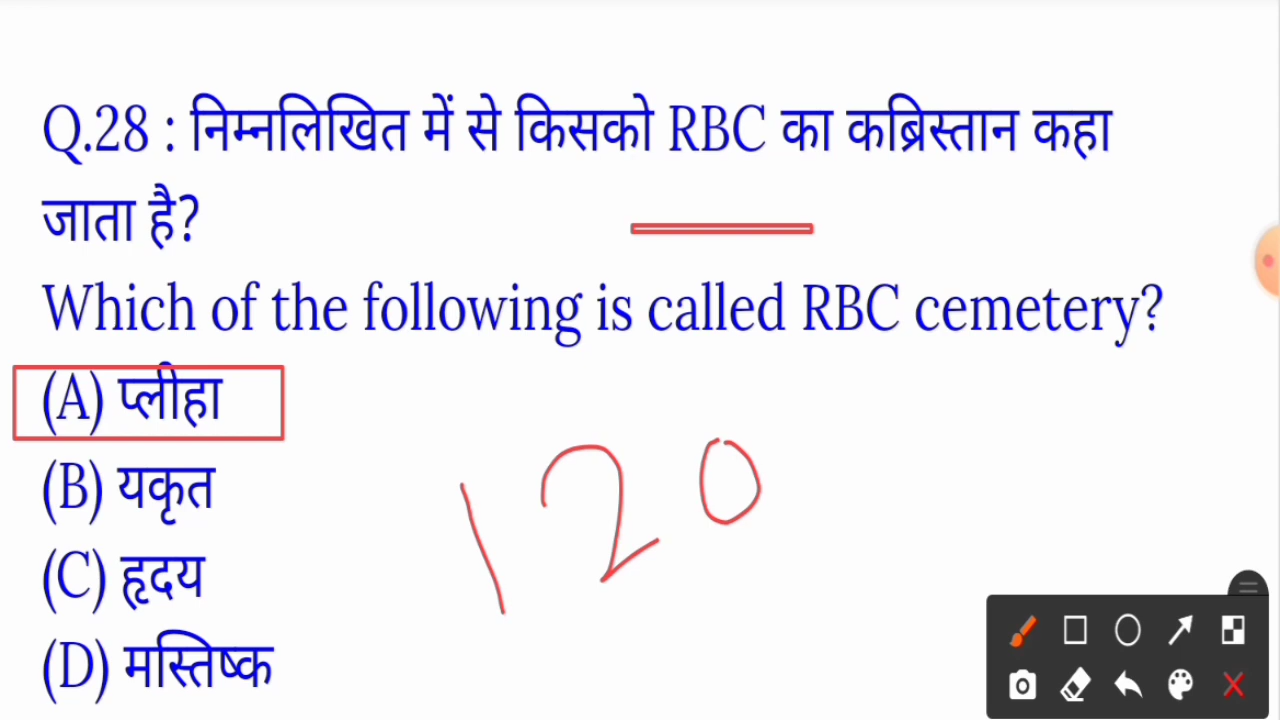 Q.28 : निम्नलिखित में से किसको RBC का कब्रिस्तान कहा
जाता है?
Which of the following is called RBC cemetery?
(A) प्लीहा
(B) यकृत
(C) हृदय
(D) मस्तिष्क
120